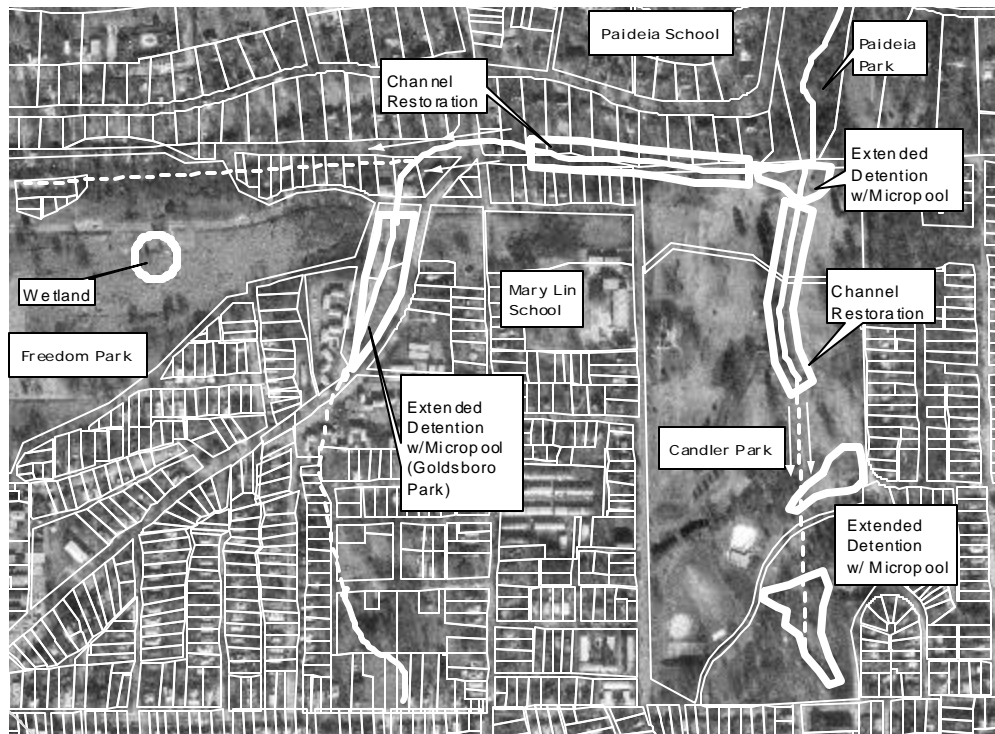 Paideia School
Paideia
Park
Channel
Restoration
Extended
Detention
w/Micropool
Wetland
Mary Lin
School
Channel
Restoration
Freedom Park
Extended
Detention
w/Micropool
(Goldsboro
Park)
Candler Park
Extended
Detention
w/ Micropool